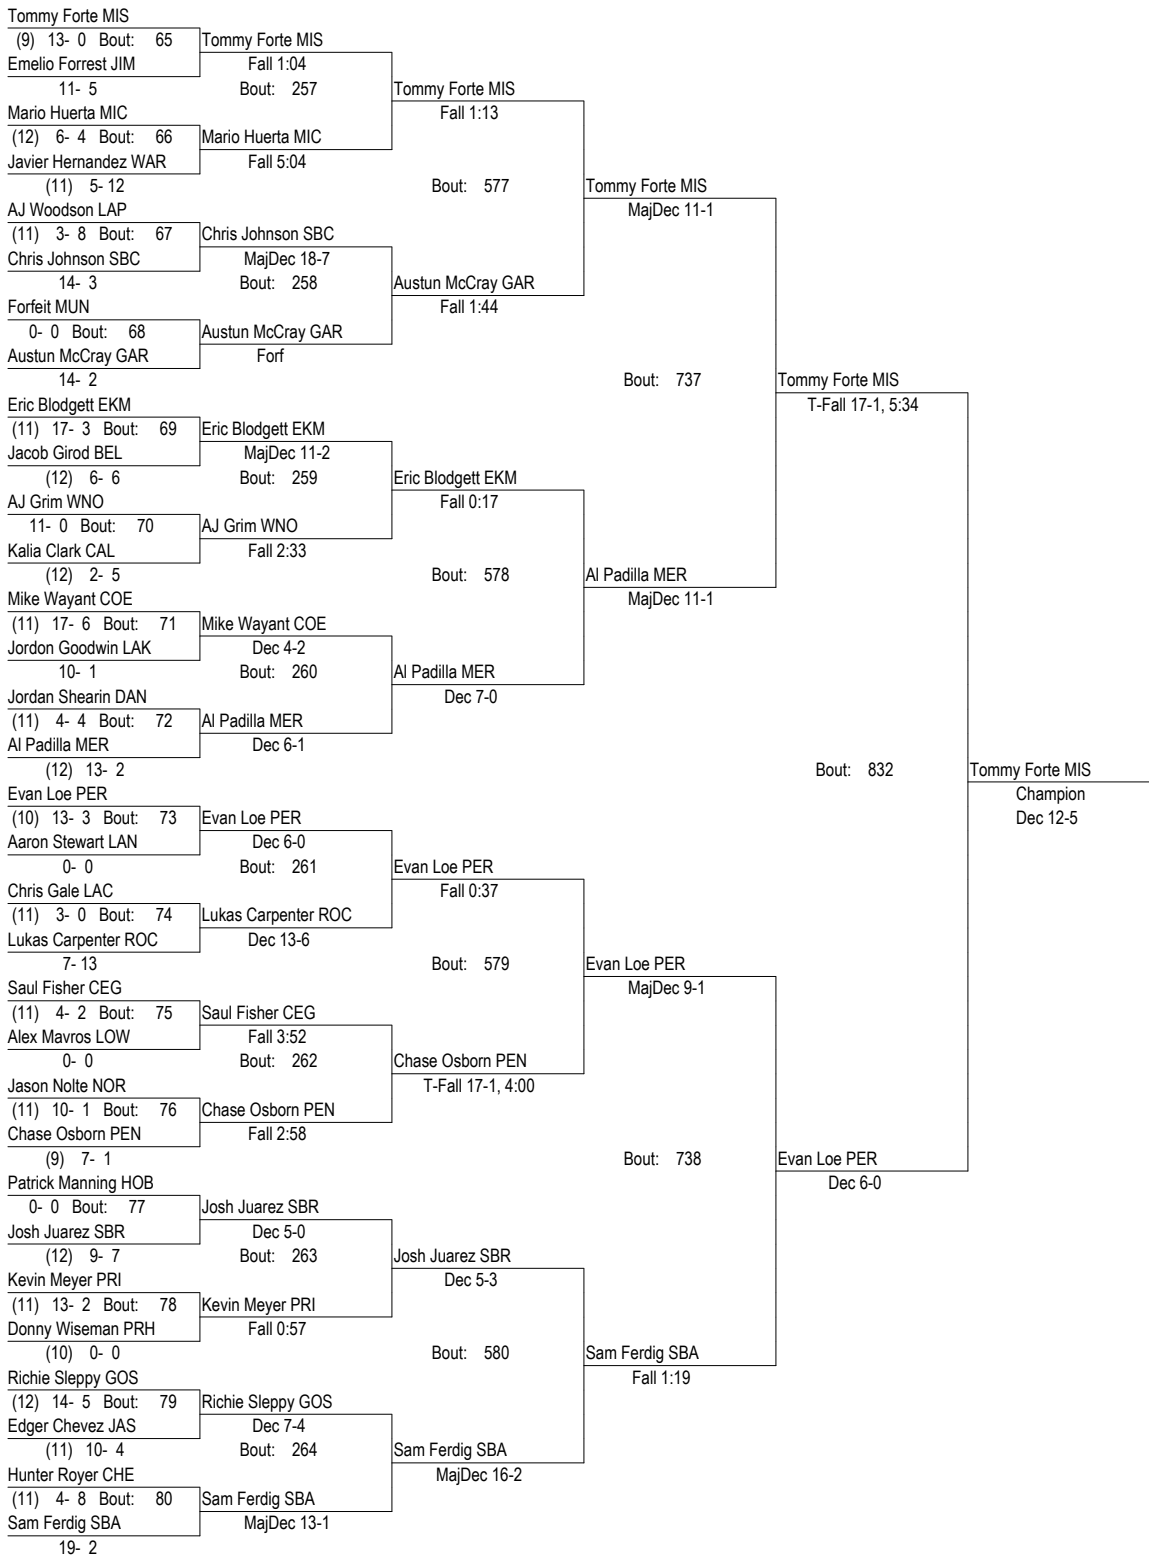 Tommy Forte MIS
(9) 13- 0 Bout: 65 Tommy Forte MIS
Emelio Forrest JIM Fall 1:04
11- 5 Bout: 257 Tommy Forte MIS
Mario Huerta MIC Fall 1:13
(12) 6- 4 Bout: 66 Mario Huerta MIC
Javier Hernandez WAR Fall 5:04
(11) 5- 12 Bout: 577 Tommy Forte MIS
AJ Woodson LAP MajDec 11-1
(11) 3- 8 Bout: 67 Chris Johnson SBC
Chris Johnson SBC MajDec 18-7
14- 3 Bout: 258 Austun McCray GAR
Forfeit MUN Fall 1:44
0- 0 Bout: 68 Austun McCray GAR
Austun McCray GAR Forf
14- 2 Bout: 737 Tommy Forte MIS
Eric Blodgett EKM T-Fall 17-1, 5:34
(11) 17- 3 Bout: 69 Eric Blodgett EKM
Jacob Girod BEL MajDec 11-2
(12) 6- 6 Bout: 259 Eric Blodgett EKM
AJ Grim WNO Fall 0:17
11- 0 Bout: 70 AJ Grim WNO
Kalia Clark CAL Fall 2:33
(12) 2- 5 Bout: 578 Al Padilla MER
Mike Wayant COE MajDec 11-1
(11) 17- 6 Bout: 71 Mike Wayant COE
Jordon Goodwin LAK Dec 4-2
10- 1 Bout: 260 Al Padilla MER
Jordan Shearin DAN Dec 7-0
(11) 4- 4 Bout: 72 Al Padilla MER
Al Padilla MER Dec 6-1
(12) 13- 2 Bout: 832 Tommy Forte MIS
Evan Loe PER Champion
(10) 13- 3 Bout: 73 Evan Loe PER Dec 12-5
Aaron Stewart LAN Dec 6-0
0- 0 Bout: 261 Evan Loe PER
Chris Gale LAC Fall 0:37
(11) 3- 0 Bout: 74 Lukas Carpenter ROC
Lukas Carpenter ROC Dec 13-6
7- 13 Bout: 579 Evan Loe PER
Saul Fisher CEG MajDec 9-1
(11) 4- 2 Bout: 75 Saul Fisher CEG
Alex Mavros LOW Fall 3:52
0- 0 Bout: 262 Chase Osborn PEN
Jason Nolte NOR T-Fall 17-1, 4:00
(11) 10- 1 Bout: 76 Chase Osborn PEN
Chase Osborn PEN Fall 2:58
(9) 7- 1 Bout: 738 Evan Loe PER
Patrick Manning HOB Dec 6-0
0- 0 Bout: 77 Josh Juarez SBR
Josh Juarez SBR Dec 5-0
(12) 9- 7 Bout: 263 Josh Juarez SBR
Kevin Meyer PRI Dec 5-3
(11) 13- 2 Bout: 78 Kevin Meyer PRI
Donny Wiseman PRH Fall 0:57
(10) 0- 0 Bout: 580 Sam Ferdig SBA
Richie Sleppy GOS Fall 1:19
(12) 14- 5 Bout: 79 Richie Sleppy GOS
Edger Chevez JAS Dec 7-4
(11) 10- 4 Bout: 264 Sam Ferdig SBA
Hunter Royer CHE MajDec 16-2
(11) 4- 8 Bout: 80 Sam Ferdig SBA
Sam Ferdig SBA MajDec 13-1
19- 2